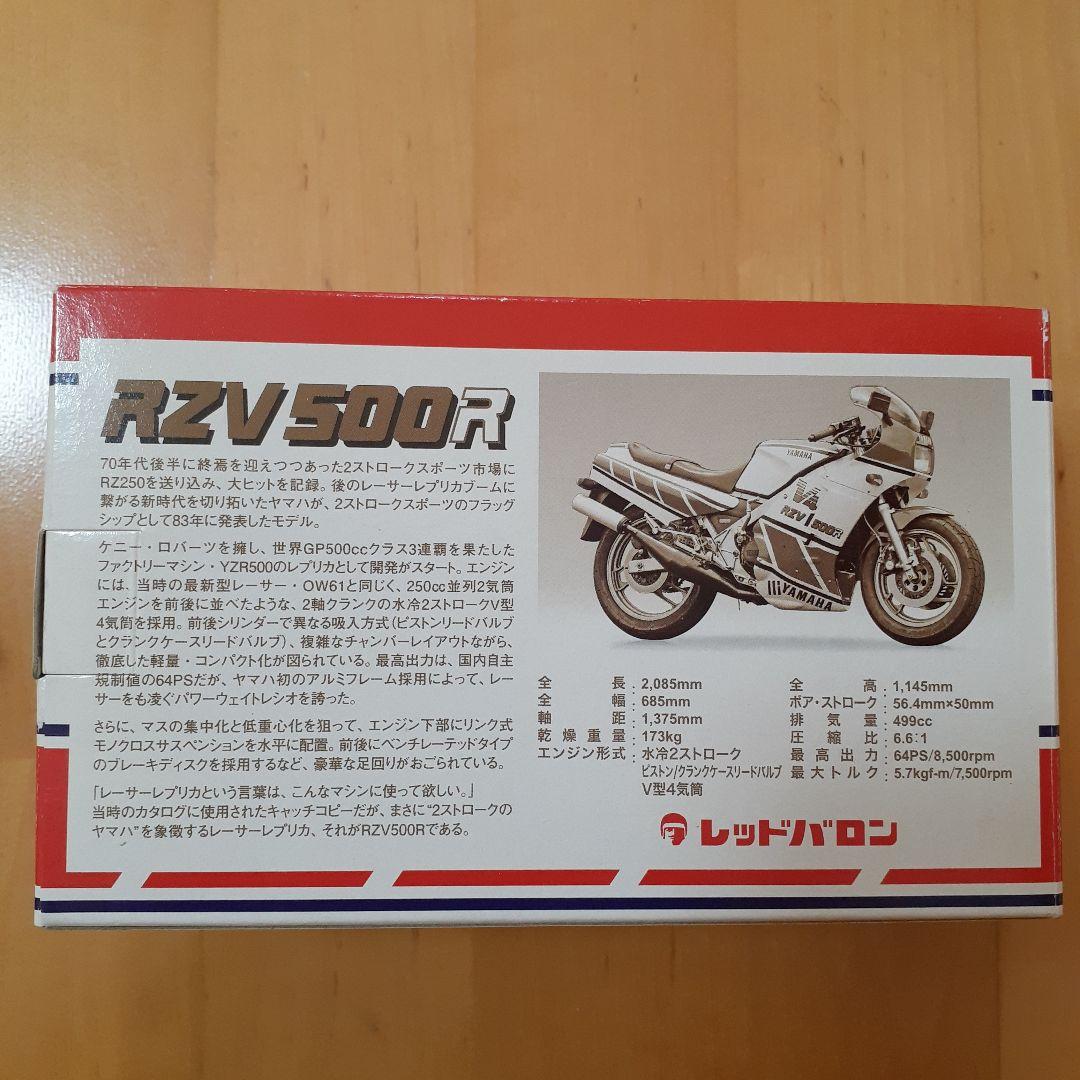 RZV500R
70年代後半に終焉を迎えつつあった2ストロークスポーツ市場に
RZ250を送り込み、大ヒットを記録。後のレーサーレプリカブームに
繋がる新時代を切り拓いたヤマハが、2ストロークスポーツのフラッグ
シップとして83年に発表したモデル。
ケニー・ロバーツを擁し、世界GP500ccクラス3連覇を果たした
ファクトリーマシン・YZR500のレプリカとして開発がスタート。エンジン
には、当時の最新型レーサー・OW61と同じく、250cc並列2気筒
エンジンを前後に並べたような、2軸クランクの水冷2ストロークV型
4気筒を採用。前後シリンダーで異なる吸入方式(ピストンリードバルブ
とクランクケースリードバルブ)、複雑なチャンバーレイアウトながら、
徹底した軽量・コンパクト化が図られている。最高出力は、国内自主
規制値の64PSだが、ヤマハ初のアルミフレーム採用によって、レー
サーをも凌ぐパワーウェイトレシオを誇った。
さらに、マスの集中化と低重心化を狙って、エンジン下部にリンク式
モノクロスサスペンションを水平に配置。前後にベンチレーテッドタイプ
のブレーキディスクを採用するなど、豪華な足回りがおごられている。
「レーサーレプリカという言葉は、こんなマシンに使って欲しい。」
当時のカタログに使用されたキャッチコピーだが、まさに“2ストロークの
ヤマハ”を象徴するレーサーレプリカ、それがRZV500Rである。
YAMAHA
V4
RZV 500R
YAMAHA
全長：2,085mm
全幅：685mm
軸距：1,375mm
乾燥重量：173kg
エンジン形式：水冷2ストローク
ピストン/クランクケースリードバルブ
V型4気筒
全高：1,145mm
ボア・ストローク：56.4mm×50mm
排気量：499cc
圧縮比：6.6:1
最高出力：64PS/8,500rpm
最大トルク：5.7kgf-m/7,500rpm
レッドバロン